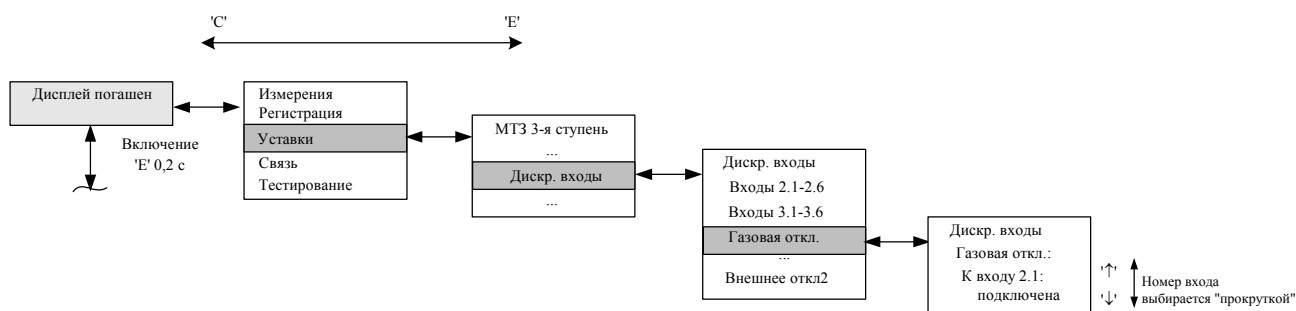 'C'
'E'
Дисплей погашен
Включение
'E' 0,2 с
Измерения
Регистрация
Уставки
Связь
Тестирование
МТЗ 3-я ступень
...
Дискр. входы
...
Дискр. входы
Входы 2.1-2.6
Входы 3.1-3.6
Газовая откл.
...
Внешнее откл2
Дискр. входы
Газовая откл.:
К входу 2.1:
подключена
'↑'
'↓'
Номер входа
выбирается "прокруткой"